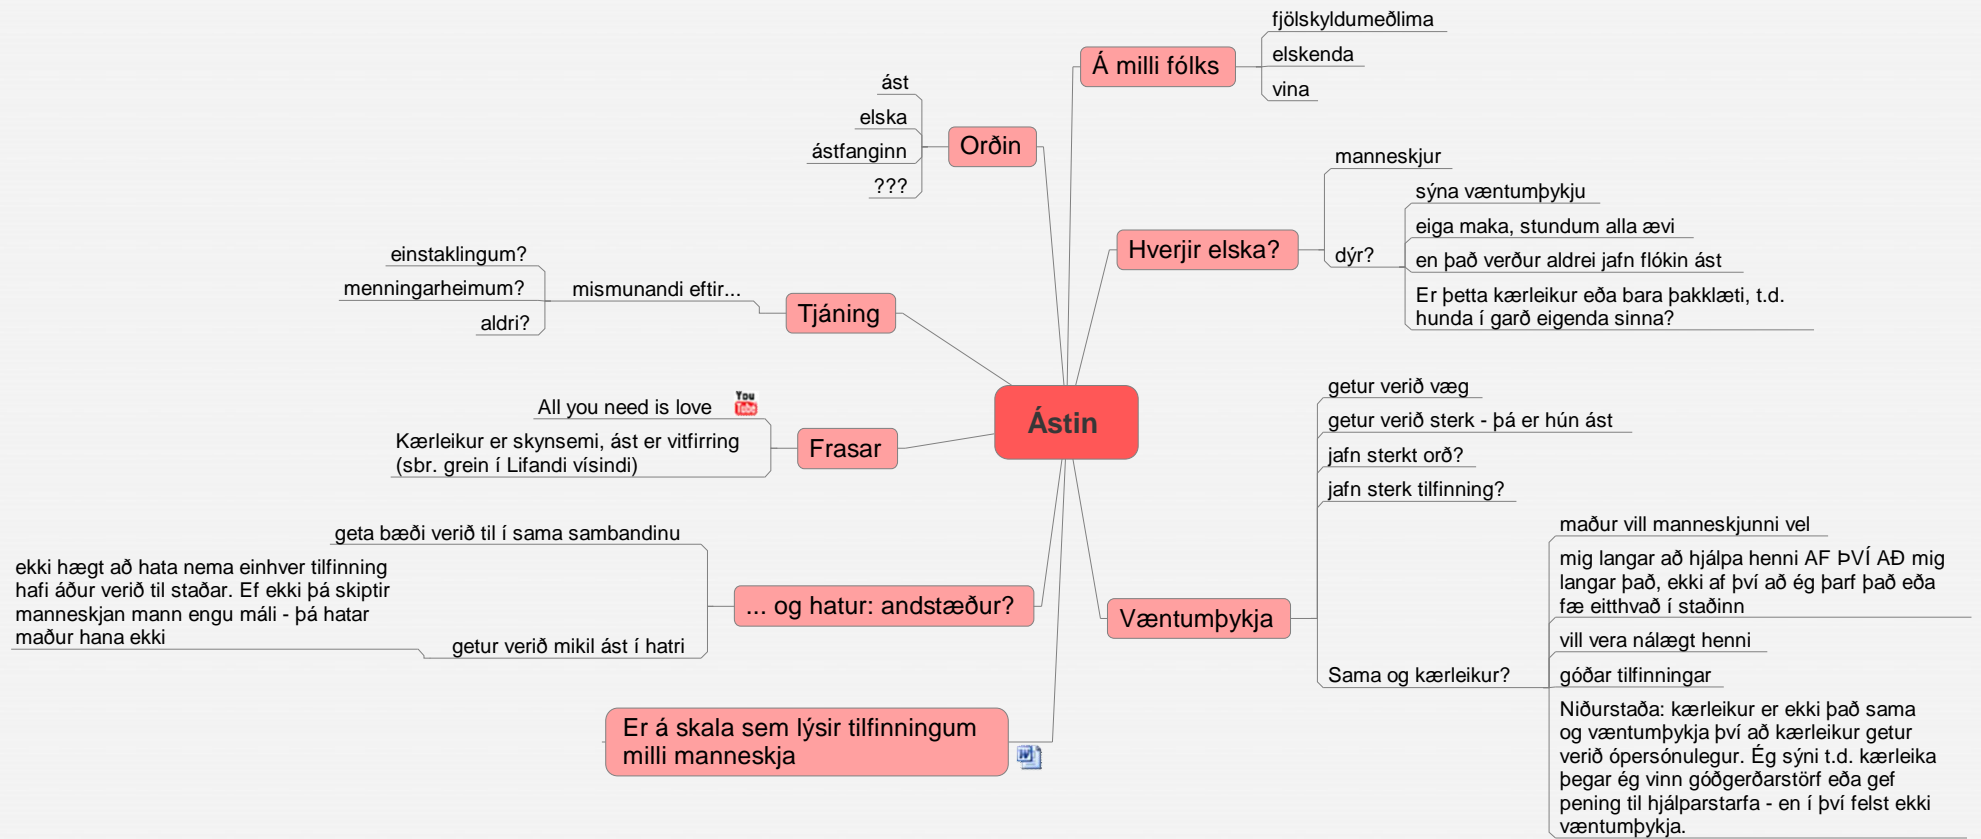 Ástin
Á milli fólks
fjölskyldumeðlima
elskenda
vina
Hverjir elska?
manneskjur
dýr?
sýna væntumþykju
eiga maka, stundum alla ævi
en það verður aldrei jafn flókin ást
Er þetta kærleikur eða bara þakklæti, t.d.
hunda í garð eigenda sinna?
Væntumþykja
getur verið væg
getur verið sterk - þá er hún ást
jafn sterkt orð?
jafn sterk tilfinning?
Sama og kærleikur?
maður vill manneskjunni vel
mig langar að hjálpa henni AF ÞVÍ AÐ mig
langar það, ekki af því að ég þarf það eða
fæ eitthvað í staðinn
vill vera nálægt henni
góðar tilfinningar
Niðurstaða: kærleikur er ekki það sama
og væntumþykja því að kærleikur getur
verið ópersónulegur. Ég sýni t.d. kærleika
þegar ég vinn góðgerðarstörf eða gef
pening til hjálparstarfa - en í því felst ekki
væntumþykja.
Orðin
ást
elska
ástfanginn
???
Tjáning
mismunandi eftir...
einstaklingum?
menningarheimum?
aldri?
Frasar
All you need is love
You
Tube
Kærleikur er skynsemi, ást er vitfirring
(sbr. grein í Lifandi vísindi)
... og hatur: andstæður?
geta bæði verið til í sama sambandinu
getur verið mikil ást í hatri
ekki hægt að hata nema einhver tilfinning
hafi áður verið til staðar. Ef ekki þá skiptir
manneskjan mann engu máli - þá hatar
maður hana ekki
Er á skala sem lýsir tilfinningum
milli manneskja
W